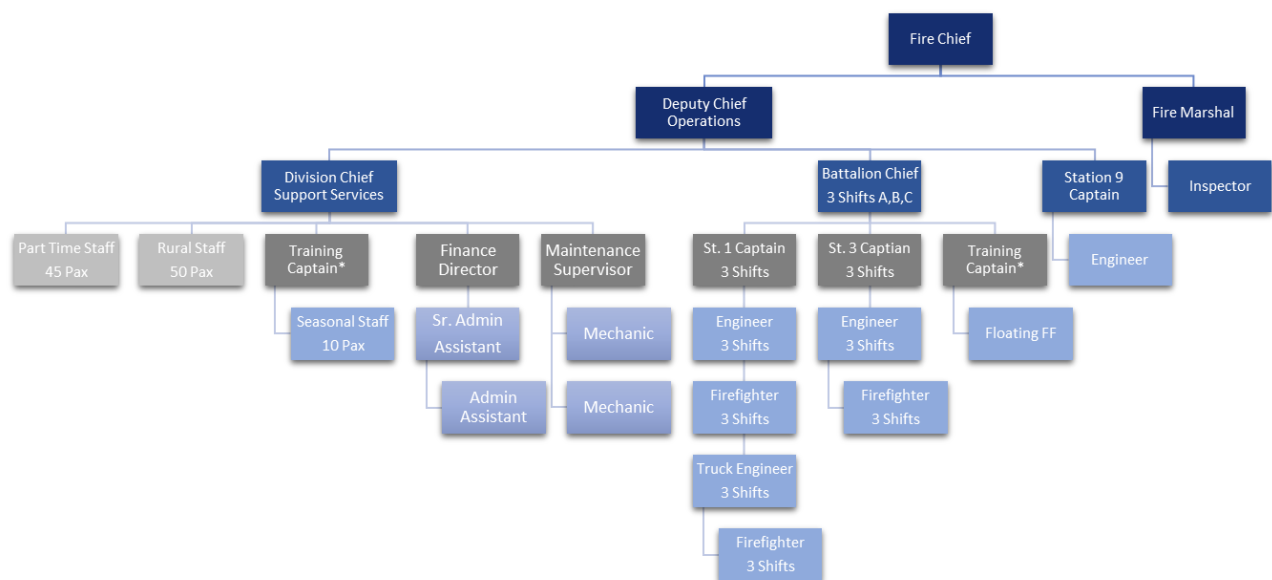 Fire Chief
Deputy Chief
Operations
Fire Marshal
Division Chief
Support Services
Battalion Chief
3 Shifts A,B,C
Station 9
Captain
Inspector
Part Time Staff
45 Pax
Rural Staff
50 Pax
Training
Captain*
Finance
Director
Maintenance
Supervisor
St. 1 Captain
3 Shifts
St. 3 Captian
3 Shifts
Training
Captain*
Engineer
Seasonal Staff
10 Pax
Sr. Admin
Assistant
Mechanic
Engineer
3 Shifts
Engineer
3 Shifts
Floating FF
Admin
Assistant
Mechanic
Firefighter
3 Shifts
Firefighter
3 Shifts
Truck Engineer
3 Shifts
Firefighter
3 Shifts